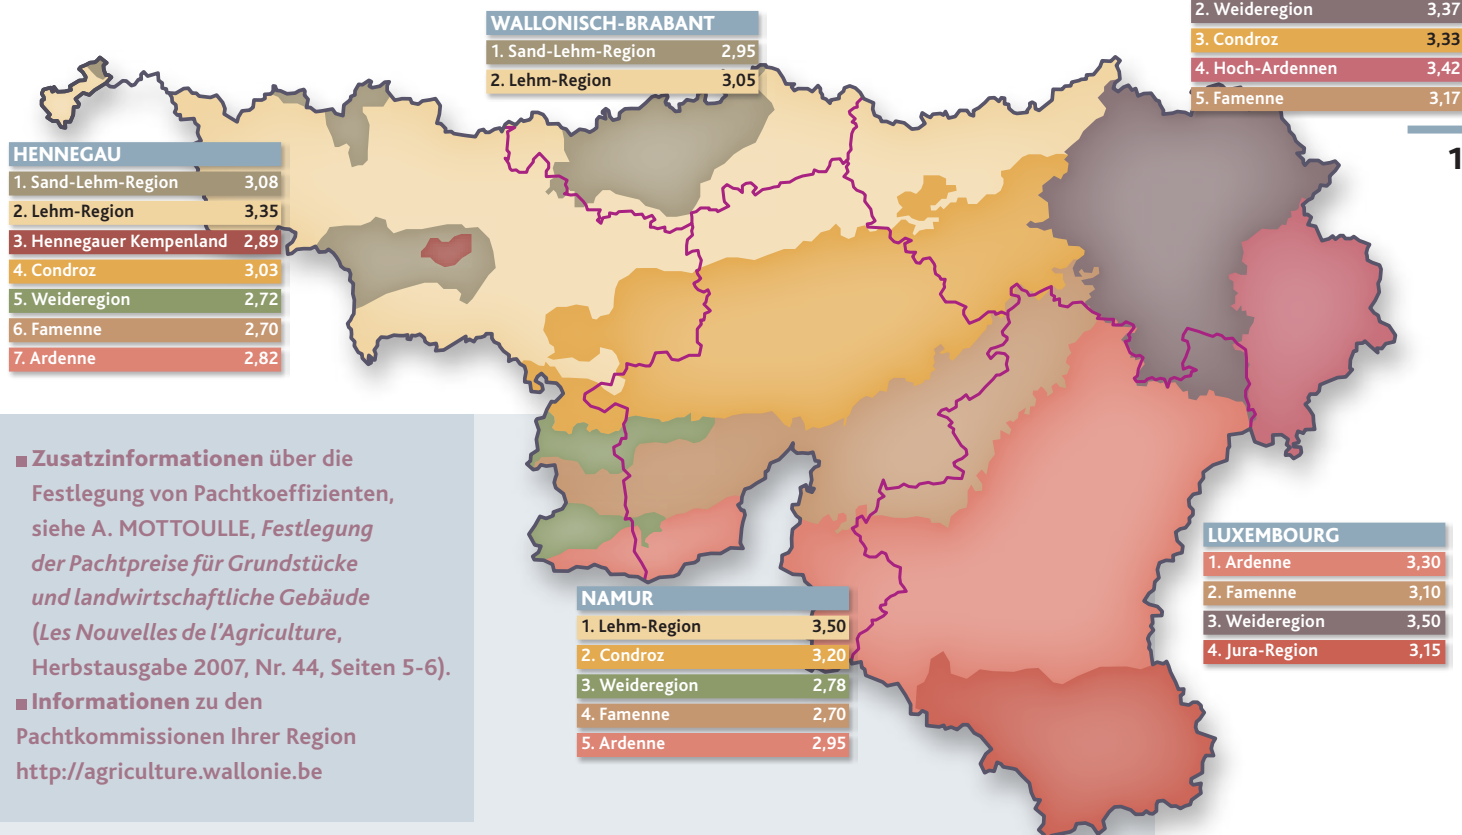 WALLONISCH-BRABANT
1. Sand-Lehm-Region 2,95
2. Lehm-Region 3,05
2. Weideregion 3,37
3. Condroz 3,33
4. Hoch-Ardennen 3,42
5. Famenne 3,17
1
HENNEGAU
1. Sand-Lehm-Region 3,08
2. Lehm-Region 3,35
3. Hennegauer Kempenland 2,89
4. Condroz 3,03
5. Weideregion 2,72
6. Famenne 2,70
7. Ardenne 2,82
■ Zusatzinformationen über die
Festlegung von Pachtkoeffizienten,
siehe A. MOTTOULLE, Festlegung
der Pachtpreise für Grundstücke
und landwirtschaftliche Gebäude
(Les Nouvelles de l'Agriculture,
Herbstausgabe 2007, Nr. 44, Seiten 5-6).
■ Informationen zu den
Pachtkommissionen Ihrer Region
http://agriculture.wallonie.be
NAMUR
1. Lehm-Region 3,50
2. Condroz 3,20
3. Weideregion 2,78
4. Famenne 2,70
5. Ardenne 2,95
LUXEMBOURG
1. Ardenne 3,30
2. Famenne 3,10
3. Weideregion 3,50
4. Jura-Region 3,15